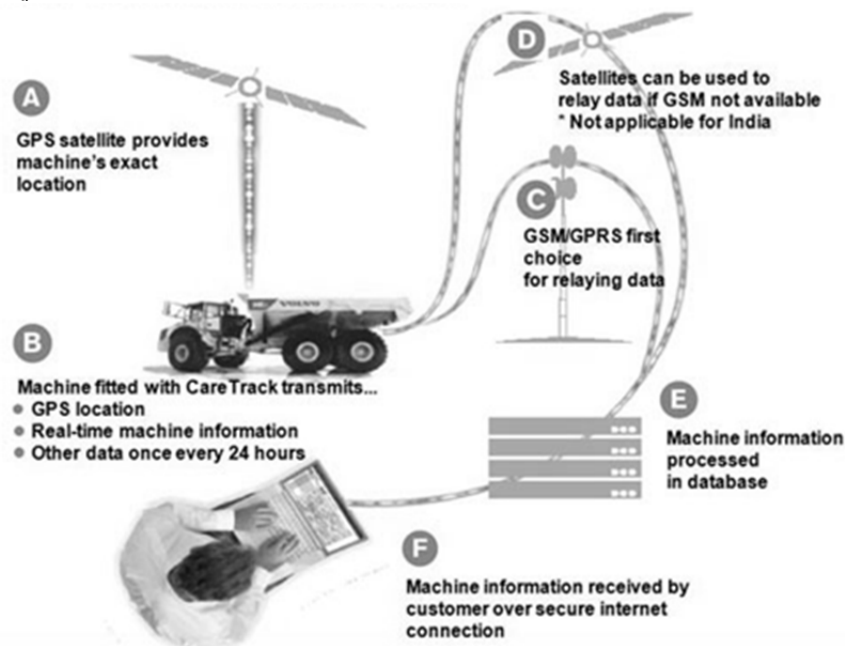 A
GPS satellite provides
machine's exact
location
D
Satellites can be used to
relay data if GSM not available
* Not applicable for India
C
GSM/GPRS first
choice
for relaying data
VOLVO
B
Machine fitted with CareTrack transmits...
GPS location
Real-time machine information
Other data once every 24 hours
E
Machine information
processed
in database
F
Machine information received by
customer over secure internet
connection